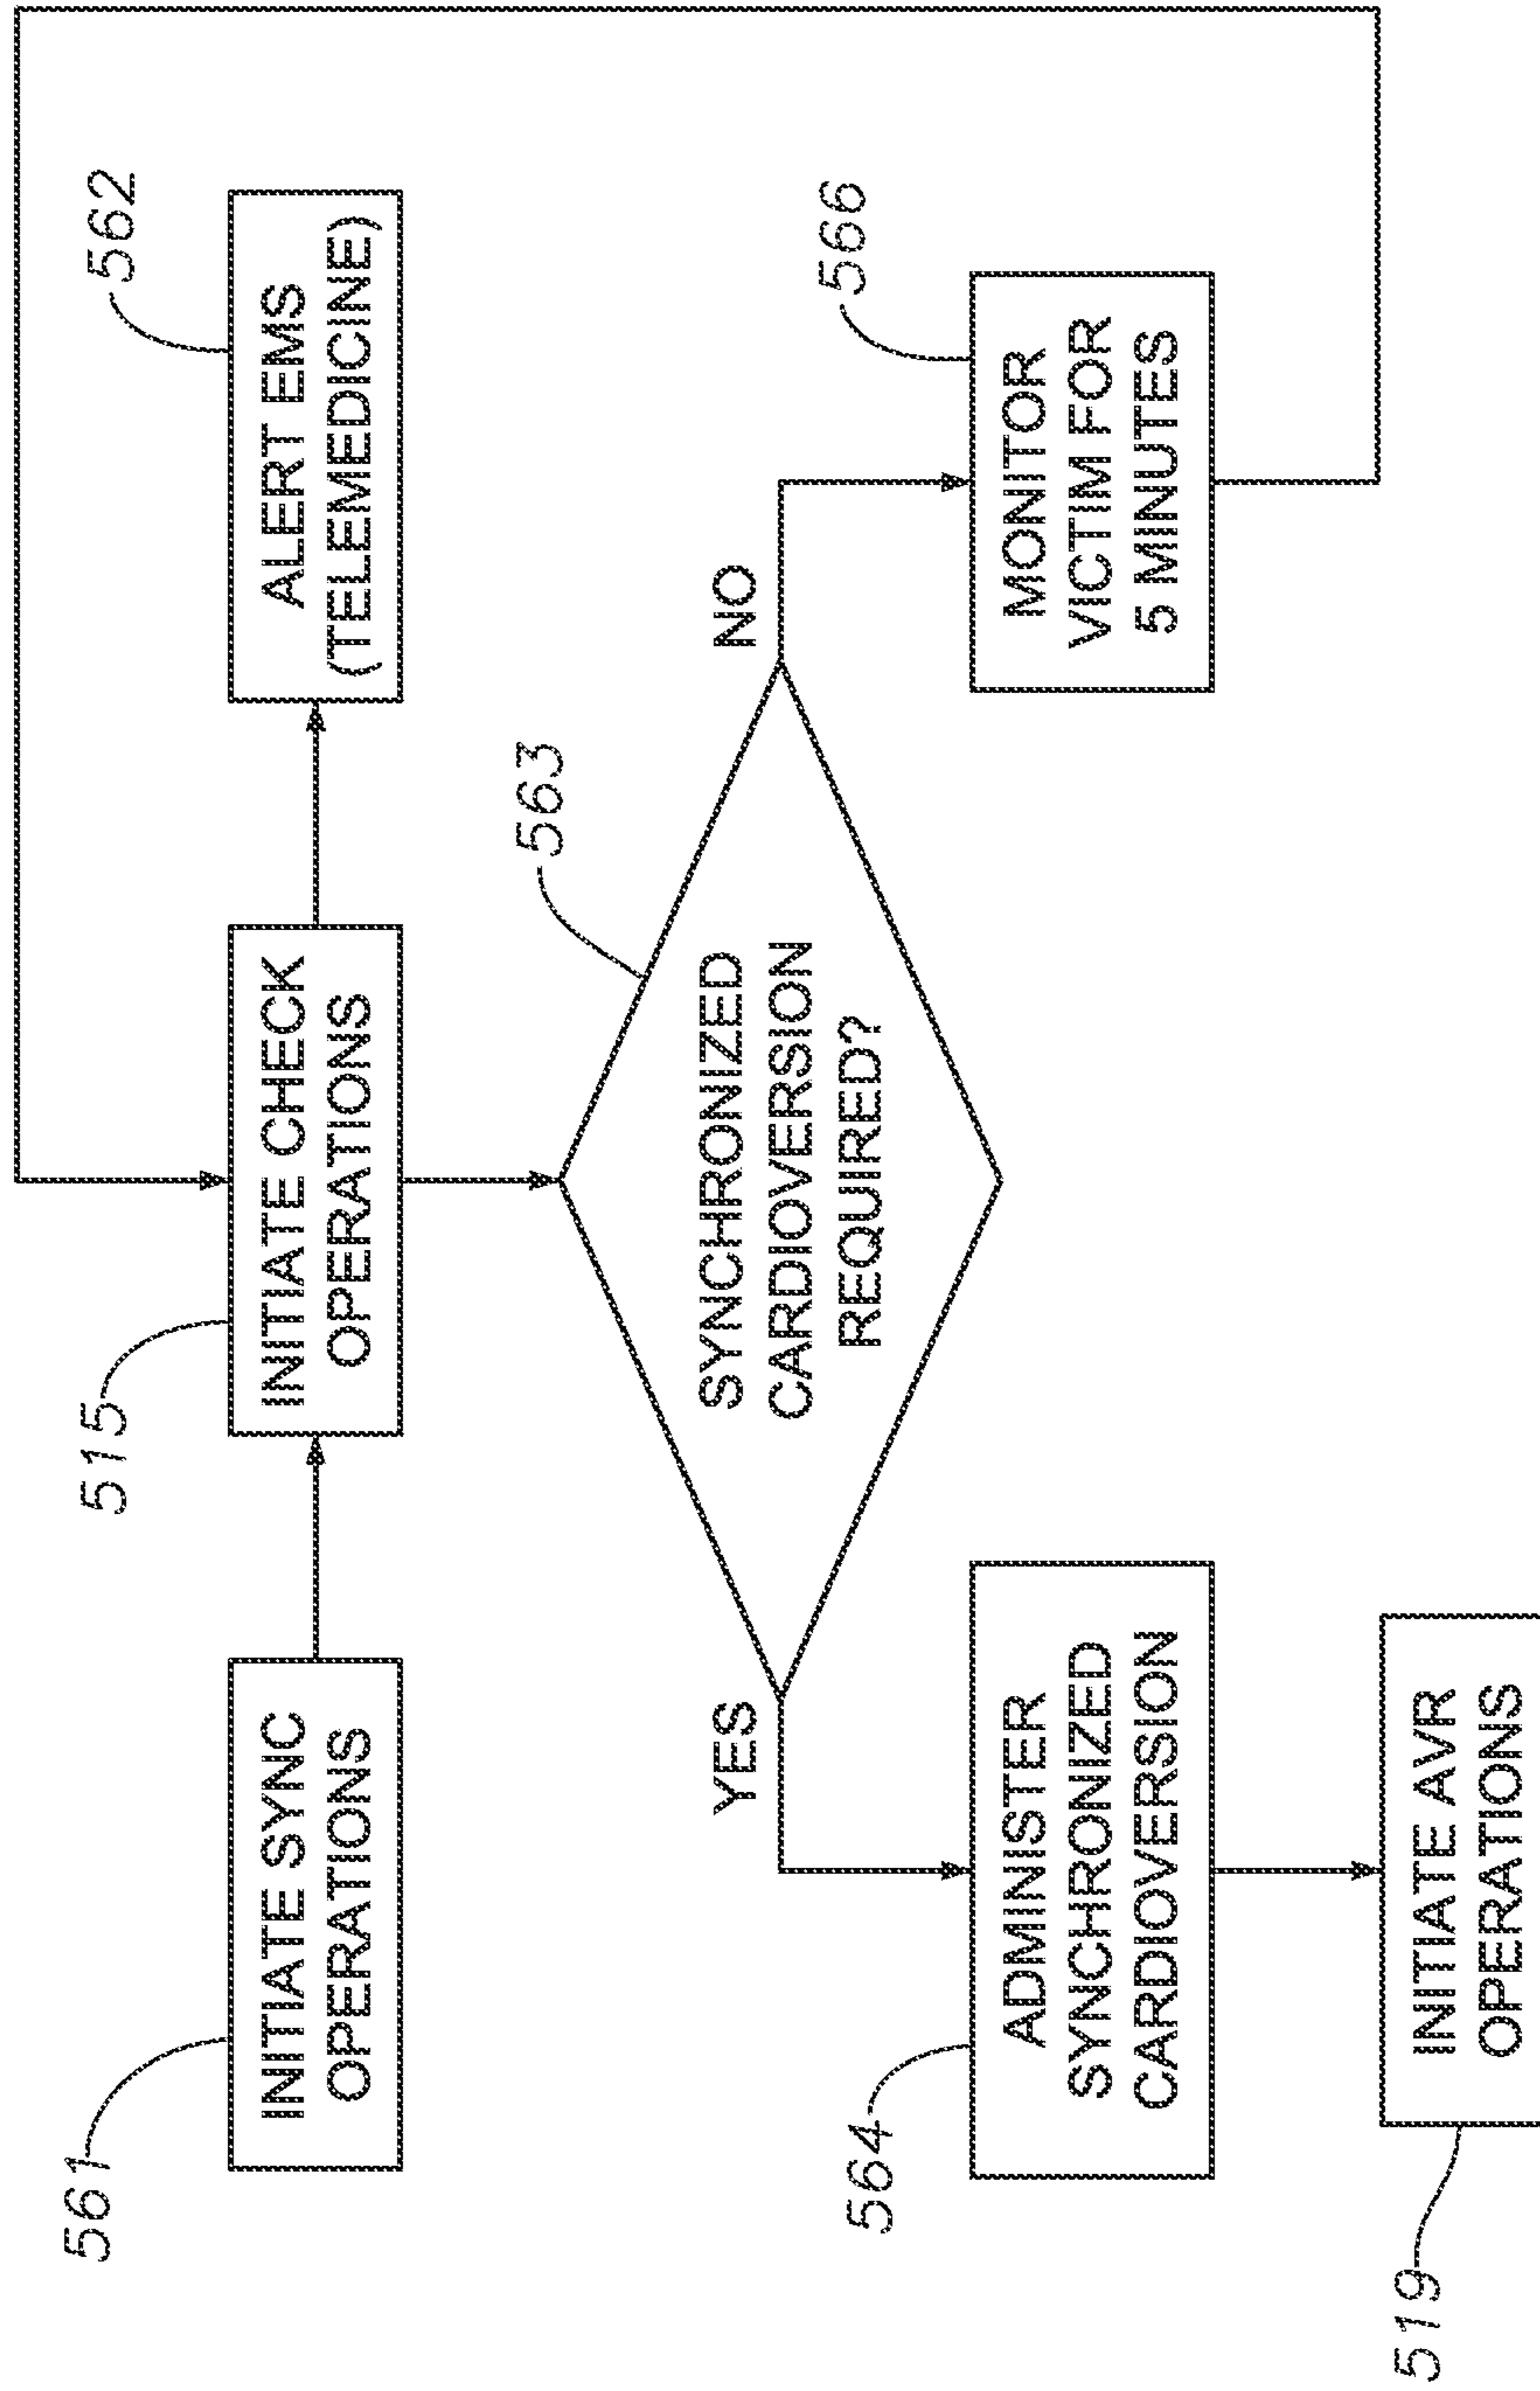 561
INITIATE SYNC
OPERATIONS
515
INITIATE CHECK
OPERATIONS
562
ALERT EMS
(TELEMEDICINE)
563
SYNCHRONIZED
CARDIOVERSION
REQUIRED?
YES
NO
564
ADMINISTER
SYNCHRONIZED
CARDIOVERSION
566
MONITOR
VICTIM FOR
5 MINUTES
519
INITIATE AVR
OPERATIONS